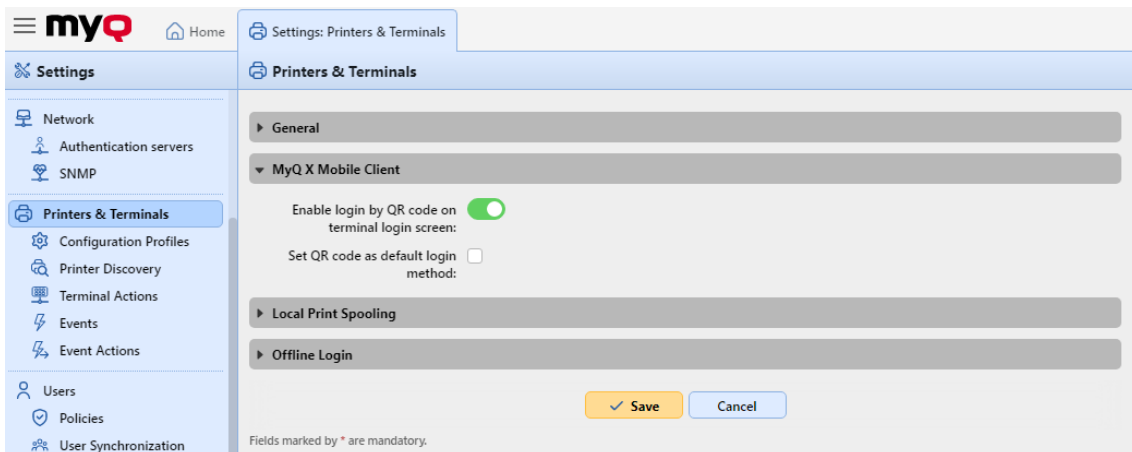 myQ
Home
Settings: Printers & Terminals
Settings
Printers & Terminals
Network
Authentication servers
SNMP
Printers & Terminals
Configuration Profiles
Printer Discovery
Terminal Actions
Events
Event Actions
Users
Policies
User Synchronization
General
MyQ X Mobile Client
Enable login by QR code on
terminal login screen:
Set QR code as default login
method:
Local Print Spooling
Offline Login
Save
Cancel
Fields marked by * are mandatory.